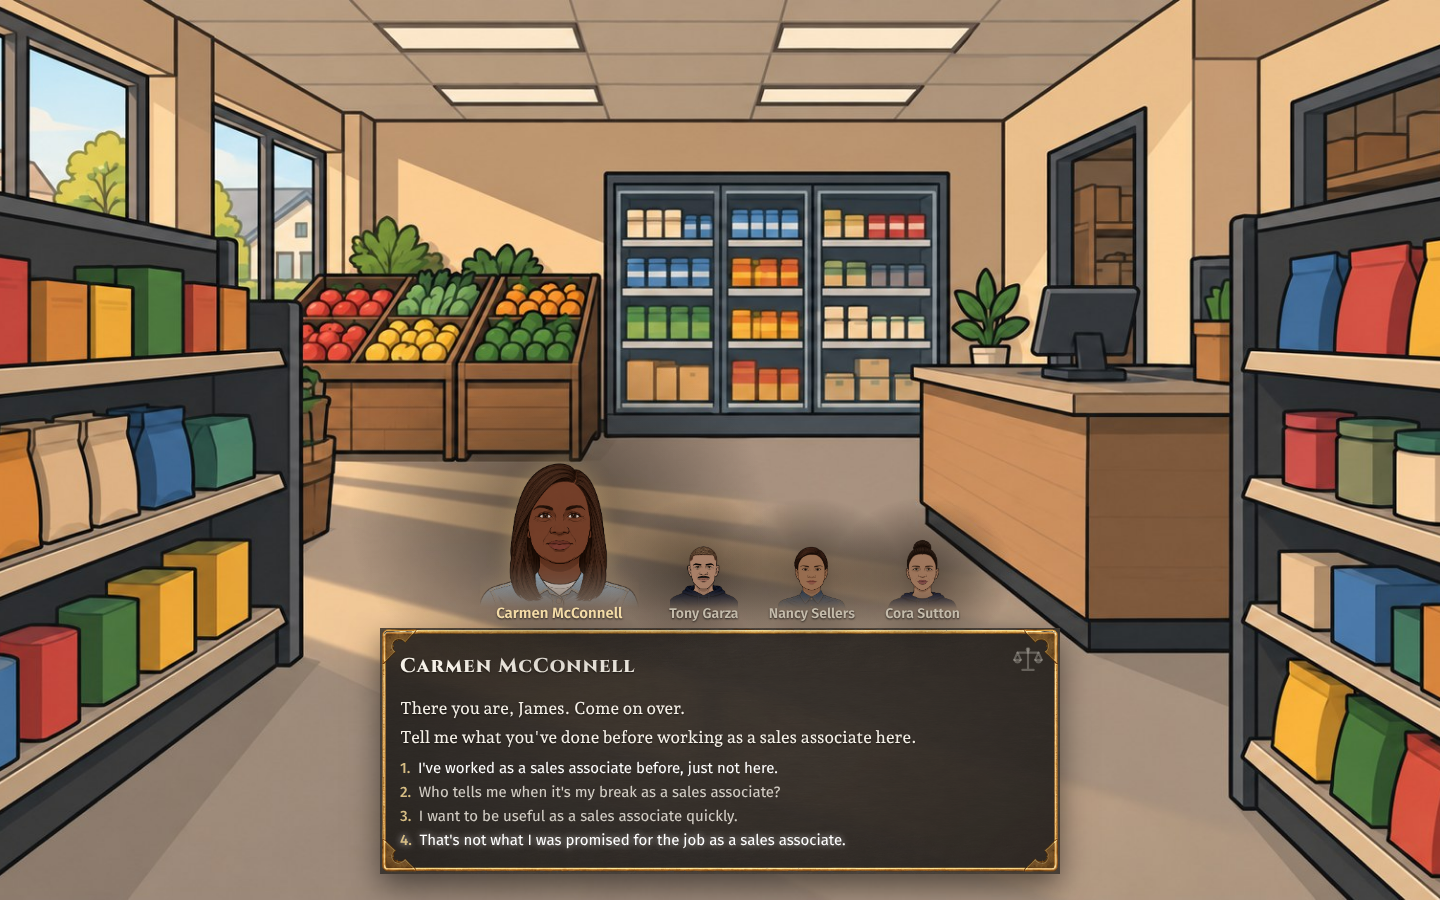 Carmen McConnell
Tony Garza
Nancy Sellers
Cora Sutton
Carmen McConnell
There you are, James. Come on over.
Tell me what you've done before working as a sales associate here.
1. I've worked as a sales associate before, just not here.
2. Who tells me when it's my break as a sales associate?
3. I want to be useful as a sales associate quickly.
4. That's not what I was promised for the job as a sales associate.